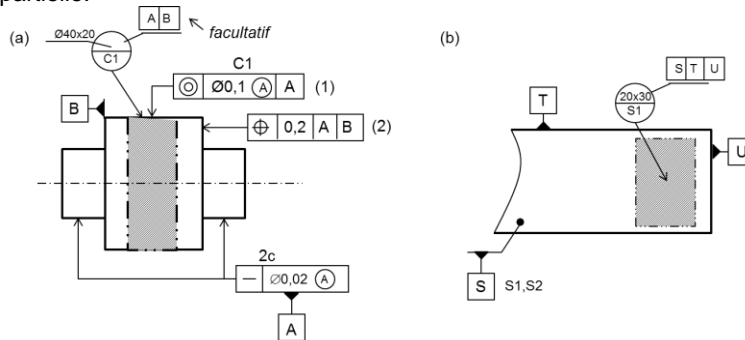 partielle.
(a)
Ø40x20
C1
A B
facultatif
C1
◎ Ø0,1 Ⓐ A (1)
B
⌖ 0,2 A B (2)
2c
— Ø0,02 Ⓐ
A
(b)
S T U
20x30
S1
T
U
S
S1,S2